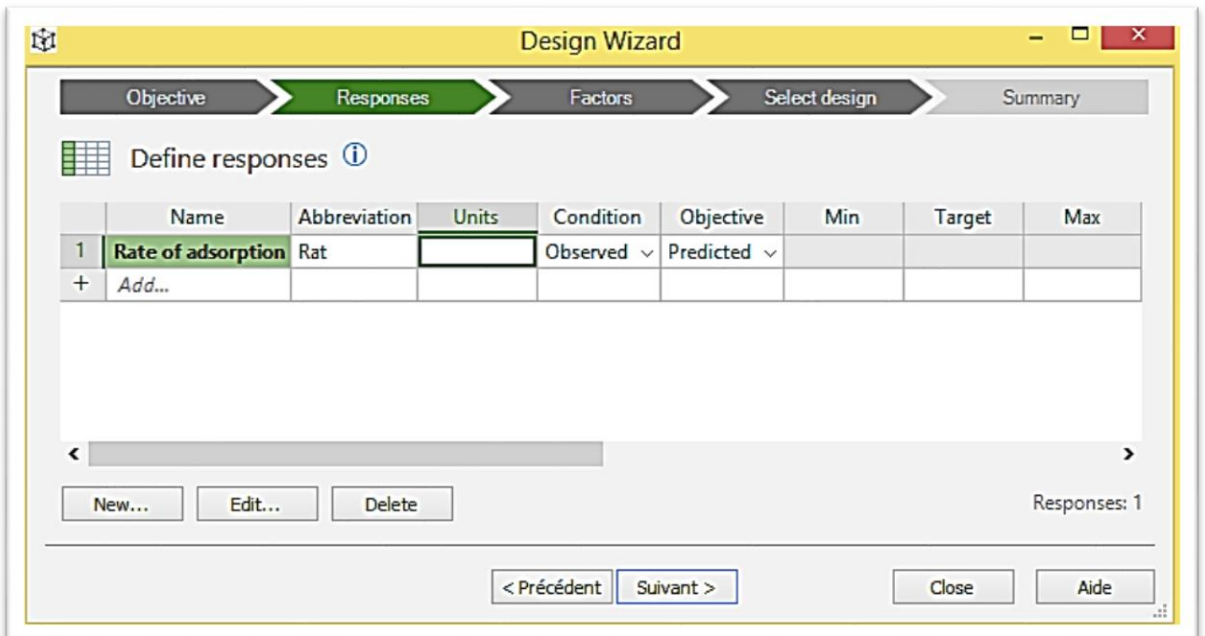 Design Wizard
Objective Responses Factors Select design Summary
Define responses
Name Abbreviation Units Condition Objective Min Target Max
1 Rate of adsorption Rat Observed Predicted
+ Add...
New... Edit... Delete Responses: 1
< Précédent Suivant > Close Aide